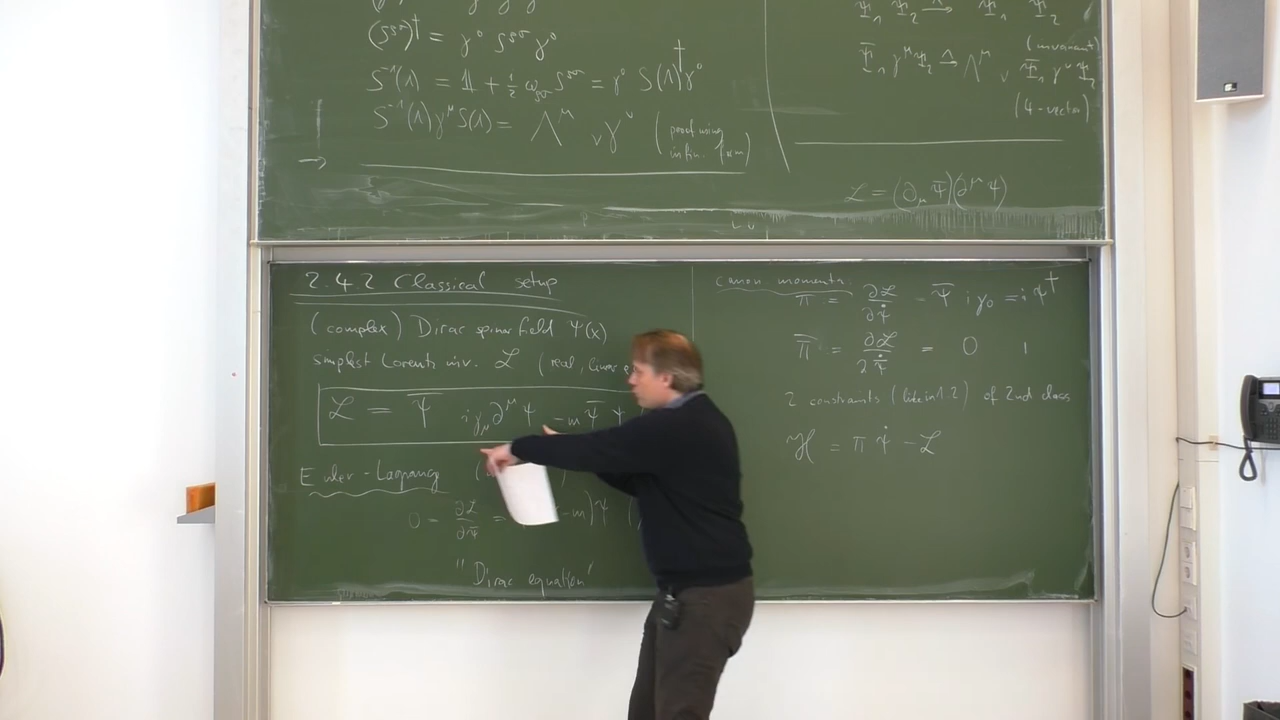 (S^{ρσ})† = γ⁰ S^{ρσ} γ⁰
S⁻¹(Λ) = 𝟙 + ½ ω_{ρσ} S^{ρσ} = γ⁰ S(Λ)† γ⁰
S⁻¹(Λ) γ^μ S(Λ) = Λ^μ_ν γ^ν (proof using
infin. form)
→
Ψ̄₁ Ψ₂ →^Λ Ψ̄₁ Ψ₂
(invariant)
Ψ̄₁ γ^μ Ψ₂ →^Λ Λ^μ_ν Ψ̄₁ γ^ν Ψ₂
(4-vector)
ℒ = (∂_μ Ψ̄)(∂^μ Ψ)
2.4.2 Classical setup
(complex) Dirac spinor field Ψ(x)
simplest Lorentz inv. ℒ (real, linear
ℒ = Ψ̄ iγ_μ ∂^μ Ψ - m Ψ̄ Ψ
Euler-Lagrange
0 = ∂ℒ/∂Ψ̄ = -m)Ψ
"Dirac equation"
canon momenta:
π = ∂ℒ/∂Ψ̇ = Ψ̄ iγ₀ = iΨ†
π̄ = ∂ℒ/∂Ψ̄̇ = 0
2 constraints (like in 1.2) of 2nd class
ℋ = π Ψ̇ - ℒ